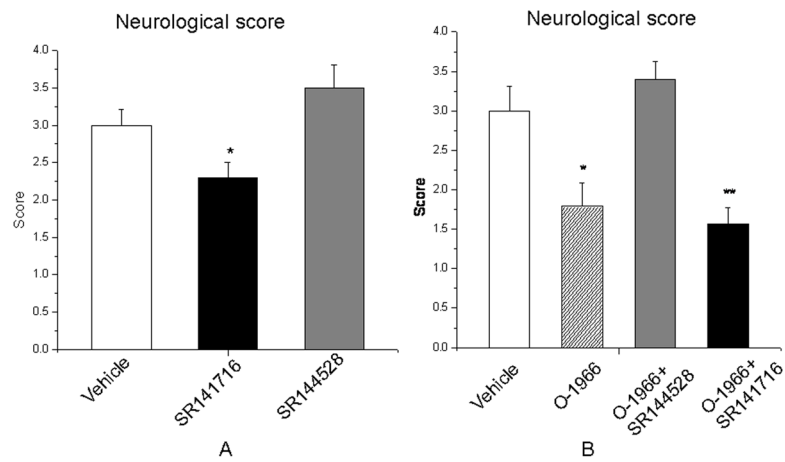 Neurological score
4.0
3.5
3.0
2.5
2.0
1.5
1.0
0.5
0.0
Score
*
Vehicle
SR141716
SR144528
A
Neurological score
4.0
3.5
3.0
2.5
2.0
1.5
1.0
0.5
0.0
Score
*
**
Vehicle
O-1966
O-1966+
SR144528
O-1966+
SR141716
B